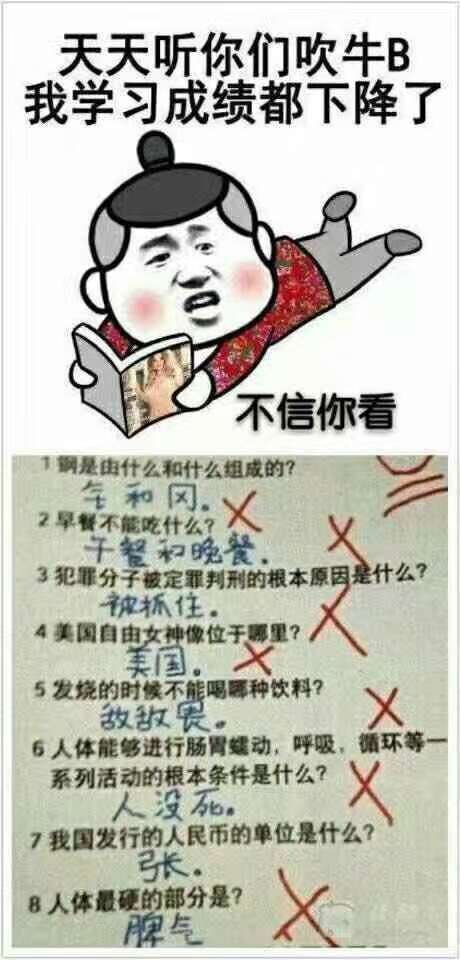 天天听你们吹牛B
我学习成绩都下降了
不信你看
1 钢是由什么和什么组成的?
钅和冈。
2 早餐不能吃什么?
午餐和晚餐。
3 犯罪分子被定罪判刑的根本原因是什么?
被抓住。
4 美国自由女神像位于哪里?
美国。
5 发烧的时候不能喝哪种饮料?
敌敌畏。
6 人体能够进行肠胃蠕动，呼吸、循环等一
系列活动的根本条件是什么?
人没死。
7 我国发行的人民币的单位是什么?
张。
8 人体最硬的部分是?
脾气